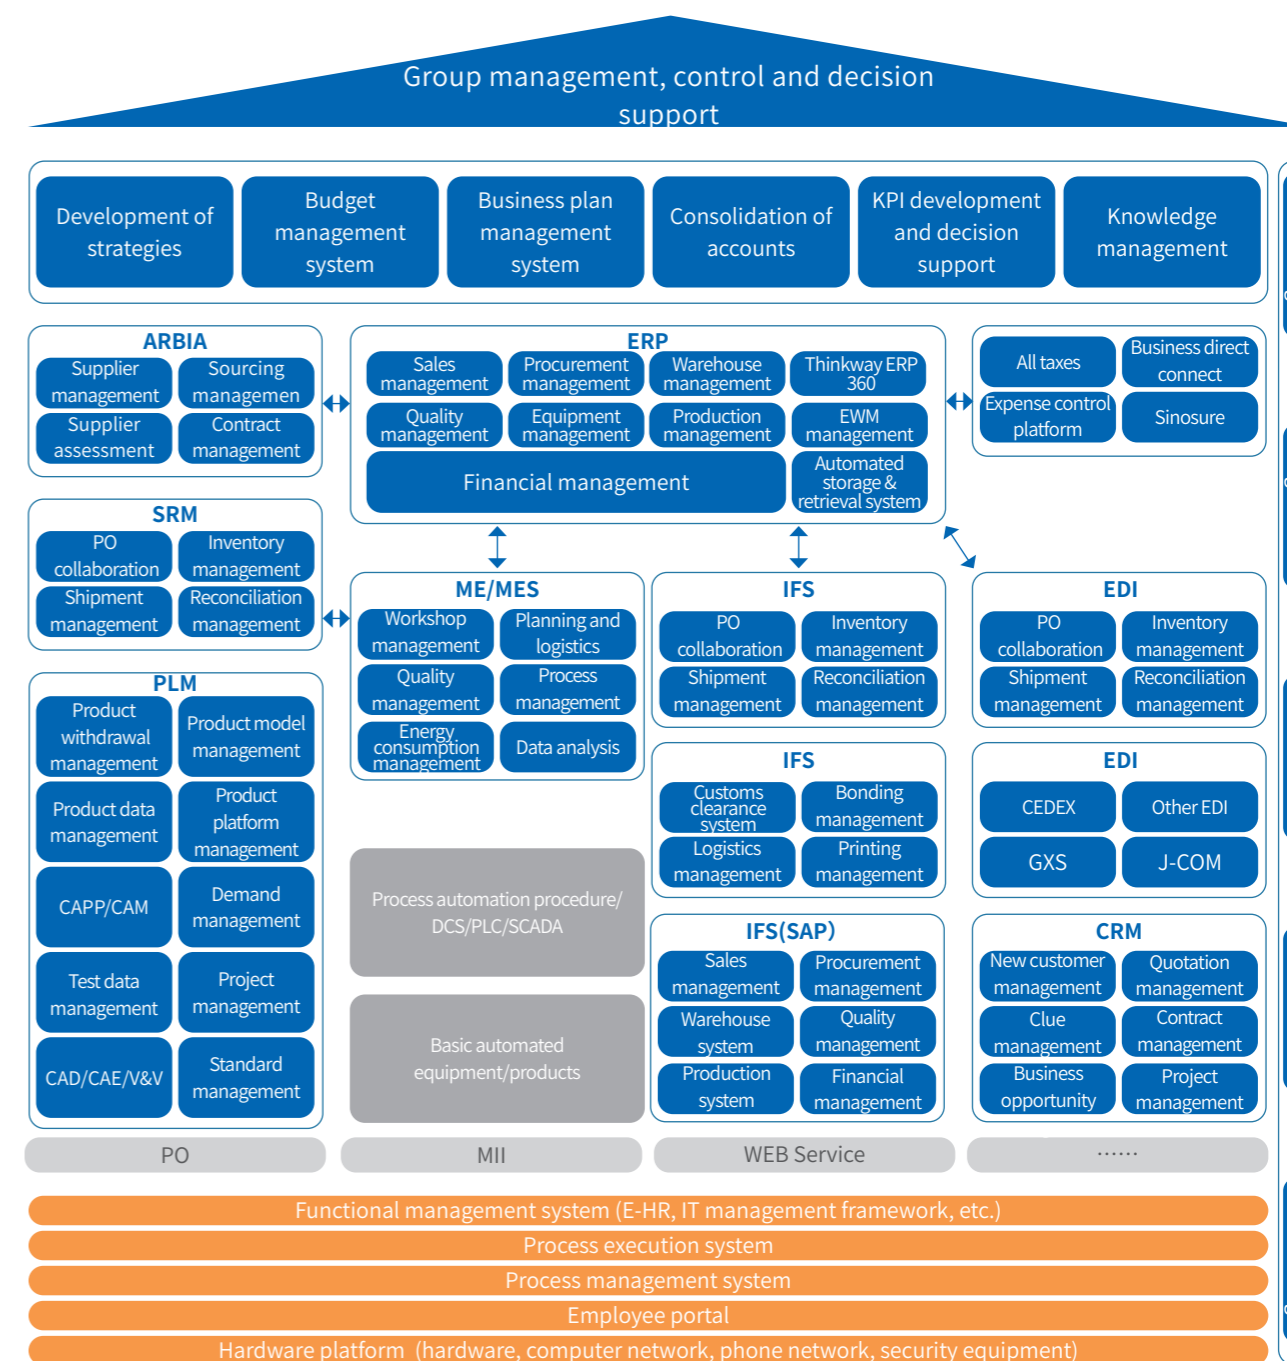 Group management, control and decision
support
Development of
strategies
Budget
management
system
Business plan
management
system
Consolidation of
accounts
KPI development
and decision
support
Knowledge
management
ARBIA
Supplier
management
Sourcing
managemen
Supplier
assessment
Contract
management
ERP
Sales
management
Procurement
management
Warehouse
management
Thinkway ERP
360
Quality
management
Equipment
management
Production
management
EWM
management
Financial management
Automated
storage &
retrieval system
All taxes
Business direct
connect
Expense control
platform
Sinosure
SRM
PO
collaboration
Inventory
management
Shipment
management
Reconciliation
management
ME/MES
Workshop
management
Planning and
logistics
Quality
management
Process
management
Energy
consumption
management
Data analysis
IFS
PO
collaboration
Inventory
management
Shipment
management
Reconciliation
management
EDI
PO
collaboration
Inventory
management
Shipment
management
Reconciliation
management
PLM
Product
withdrawal
management
Product model
management
Product data
management
Product
platform
management
CAPP/CAM
Demand
management
Test data
management
Project
management
CAD/CAE/V&V
Standard
management
Process automation procedure/
DCS/PLC/SCADA
Basic automated
equipment/products
IFS
Customs
clearance
system
Bonding
management
Logistics
management
Printing
management
EDI
CEDEX
Other EDI
GXS
J-COM
IFS(SAP）
Sales
management
Procurement
management
Warehouse
system
Quality
management
Production
system
Financial
management
CRM
New customer
management
Quotation
management
Clue
management
Contract
management
Business
opportunity
Project
management
PO
MII
WEB Service
······
Functional management system (E-HR, IT management framework, etc.)
Process execution system
Process management system
Employee portal
Hardware platform (hardware, computer network, phone network, security equipment)